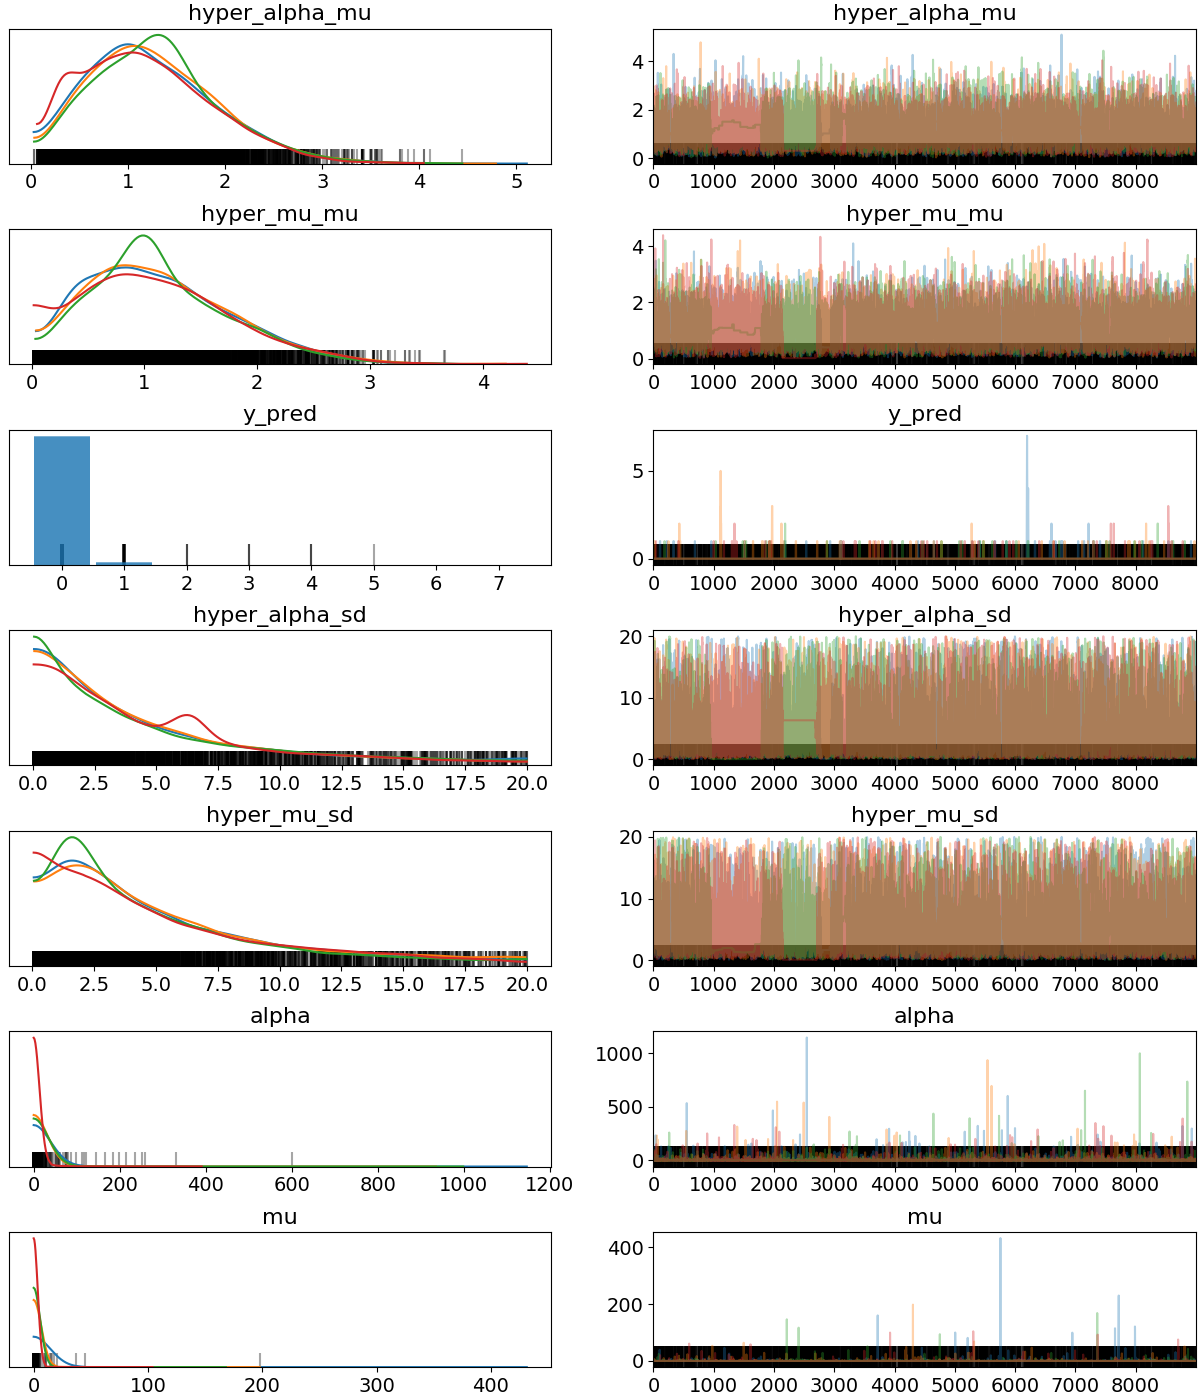 hyper_alpha_mu hyper_alpha_mu
4
2
0
0 1 2 3 4 5 0 1000 2000 3000 4000 5000 6000 7000 8000
hyper_mu_mu hyper_mu_mu
4
2
0
0 1 2 3 4 0 1000 2000 3000 4000 5000 6000 7000 8000
y_pred y_pred
5
0
0 1 2 3 4 5 6 7 0 1000 2000 3000 4000 5000 6000 7000 8000
hyper_alpha_sd hyper_alpha_sd
20
10
0
0.0 2.5 5.0 7.5 10.0 12.5 15.0 17.5 20.0 0 1000 2000 3000 4000 5000 6000 7000 8000
hyper_mu_sd hyper_mu_sd
20
10
0
0.0 2.5 5.0 7.5 10.0 12.5 15.0 17.5 20.0 0 1000 2000 3000 4000 5000 6000 7000 8000
alpha alpha
1000
500
0
0 200 400 600 800 1000 1200 0 1000 2000 3000 4000 5000 6000 7000 8000
mu mu
400
200
0
0 100 200 300 400 0 1000 2000 3000 4000 5000 6000 7000 8000